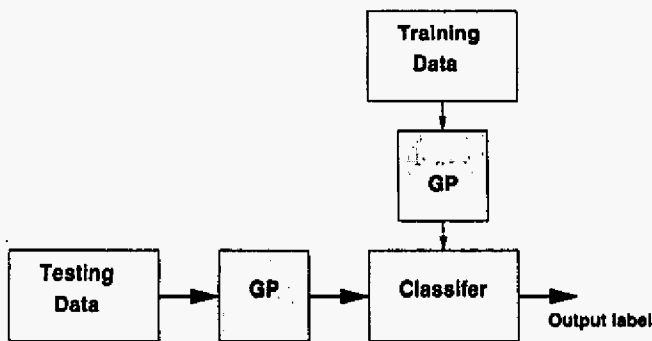 Training
Data
GP
Testing
Data
GP
Classifer
Output label